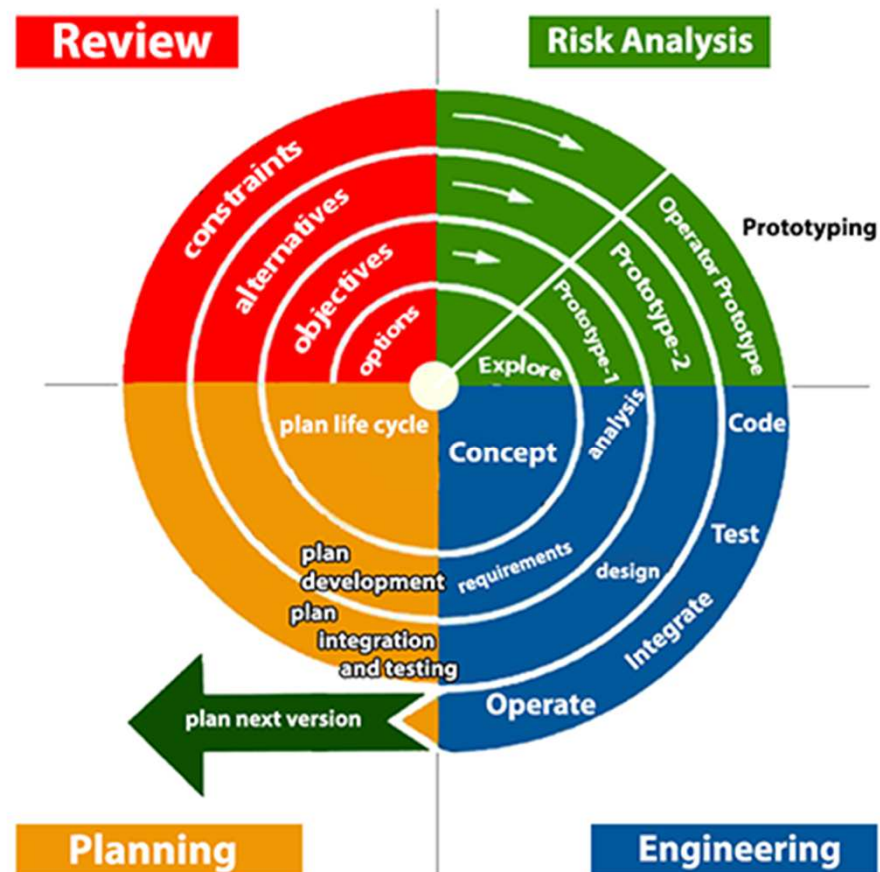 Review
Risk Analysis
constraints
alternatives
objectives
options
Operator Prototype
Prototyping
Prototype-2
Prototype-1
Explore
plan life cycle
Concept
analysis
Code
Test
plan
development
requirements
design
plan
integration
and testing
Integrate
Operate
plan next version
Planning
Engineering